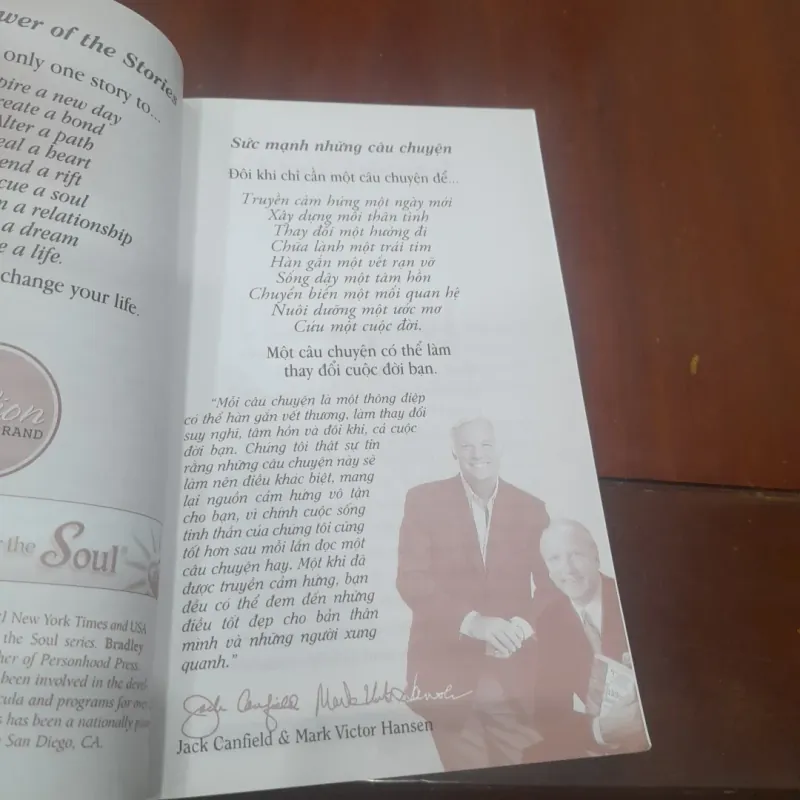 wer of the Stories
only one story to...
pire a new day
reate a bond
Alter a path
eal a heart
end a rift
cue a soul
m a relationship
a dream
e a life.
change your life.
ion
BRAND
r the Soul
#1 New York Times and USA
the Soul series. Bradley
her of Personhood Press.
been involved in the devel-
cula and programs for over
s has been a nationally
San Diego, CA.
Sức mạnh những câu chuyện
Đôi khi chỉ cần một câu chuyện để...
Truyền cảm hứng một ngày mới
Xây dựng mối thân tình
Thay đổi một hướng đi
Chữa lành một trái tim
Hàn gắn một vết rạn vỡ
Sống dậy một tâm hồn
Chuyển biến một mối quan hệ
Nuôi dưỡng một ước mơ
Cứu một cuộc đời.
Một câu chuyện có thể làm
thay đổi cuộc đời bạn.
“Mỗi câu chuyện là một thông điệp
có thể hàn gắn vết thương, làm thay đổi
suy nghĩ, tâm hồn và đôi khi, cả cuộc
đời bạn. Chúng tôi thật sự tin
rằng những câu chuyện này sẽ
làm nên điều khác biệt, mang
lại nguồn cảm hứng vô tận
cho bạn, vì chính cuộc sống
tinh thần của chúng tôi cũng
tốt hơn sau mỗi lần đọc một
câu chuyện hay. Một khi đã
được truyền cảm hứng, bạn
đều có thể đem đến những
điều tốt đẹp cho bản thân
mình và những người xung
quanh.”
Jack Canfield Mark Victor Hansen
Jack Canfield & Mark Victor Hansen